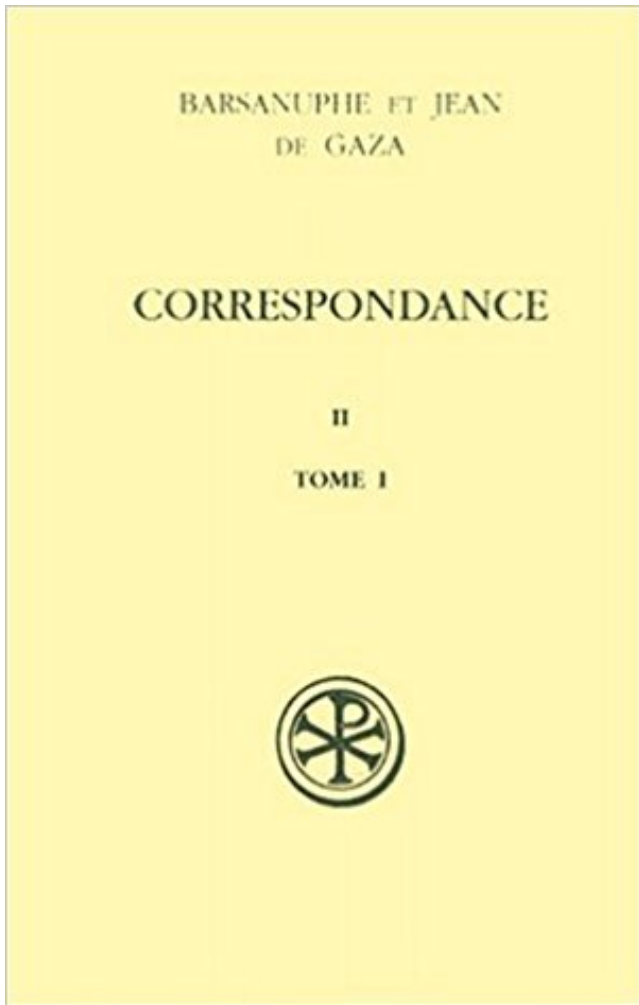 BARSANUPHE ET JEAN
DE GAZA
CORRESPONDANCE
II
TOME I